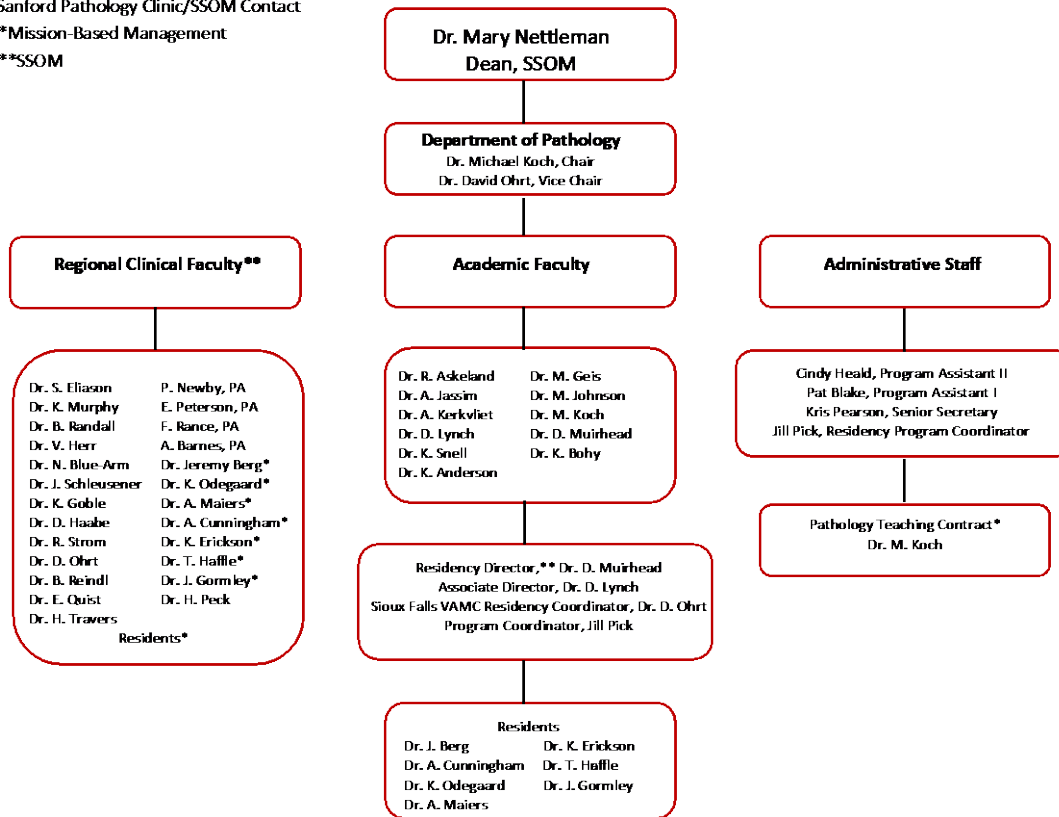 Sanford Pathology Clinic/SSOM Contact
*Mission-Based Management
**SSOM
Dr. Mary Nettleman
Dean, SSOM
Department of Pathology
Dr. Michael Koch, Chair
Dr. David Ohrt, Vice Chair
Regional Clinical Faculty**
Academic Faculty
Administrative Staff
Dr. S. Eliason
Dr. K. Murphy
Dr. B. Randall
Dr. V. Herr
Dr. N. Blue-Arm
Dr. J. Schleusener
Dr. K. Goble
Dr. D. Haabe
Dr. R. Strom
Dr. D. Ohrt
Dr. B. Reindl
Dr. E. Quist
Dr. H. Travers
P. Newby, PA
E. Peterson, PA
F. Rance, PA
A. Barnes, PA
Dr. Jeremy Berg*
Dr. K. Odegaard*
Dr. A. Maiers*
Dr. A. Cunningham*
Dr. K. Erickson*
Dr. T. Haffle*
Dr. J. Gormley*
Dr. H. Peck
Residents*
Dr. R. Askeland
Dr. A. Jassim
Dr. A. Kerkvliet
Dr. D. Lynch
Dr. K. Snell
Dr. K. Anderson
Dr. M. Geis
Dr. M. Johnson
Dr. M. Koch
Dr. D. Muirhead
Dr. K. Bohy
Cindy Heald, Program Assistant II
Pat Blake, Program Assistant I
Kris Pearson, Senior Secretary
Jill Pick, Residency Program Coordinator
Pathology Teaching Contract*
Dr. M. Koch
Residency Director,** Dr. D. Muirhead
Associate Director, Dr. D. Lynch
Sioux Falls VAMC Residency Coordinator, Dr. D. Ohrt
Program Coordinator, Jill Pick
Residents
Dr. J. Berg
Dr. A. Cunningham
Dr. K. Odegaard
Dr. A. Maiers
Dr. K. Erickson
Dr. T. Haffle
Dr. J. Gormley